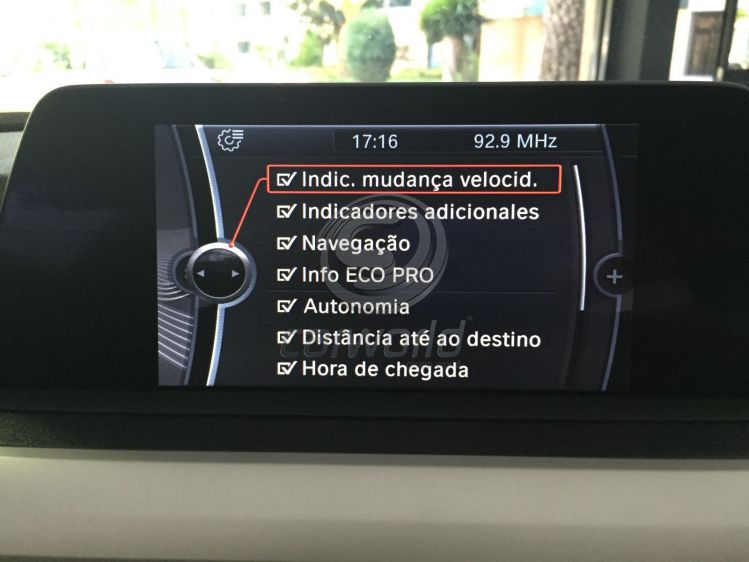 17:16 92.9 MHz
Indic. mudança velocid.
Indicadores adicionales
Navegação
Info ECO PRO
Autonomia
Distância até ao destino
Hora de chegada
carworld